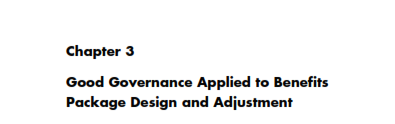 Chapter 3
Good Governance Applied to Benefits
Package Design and Adjustment